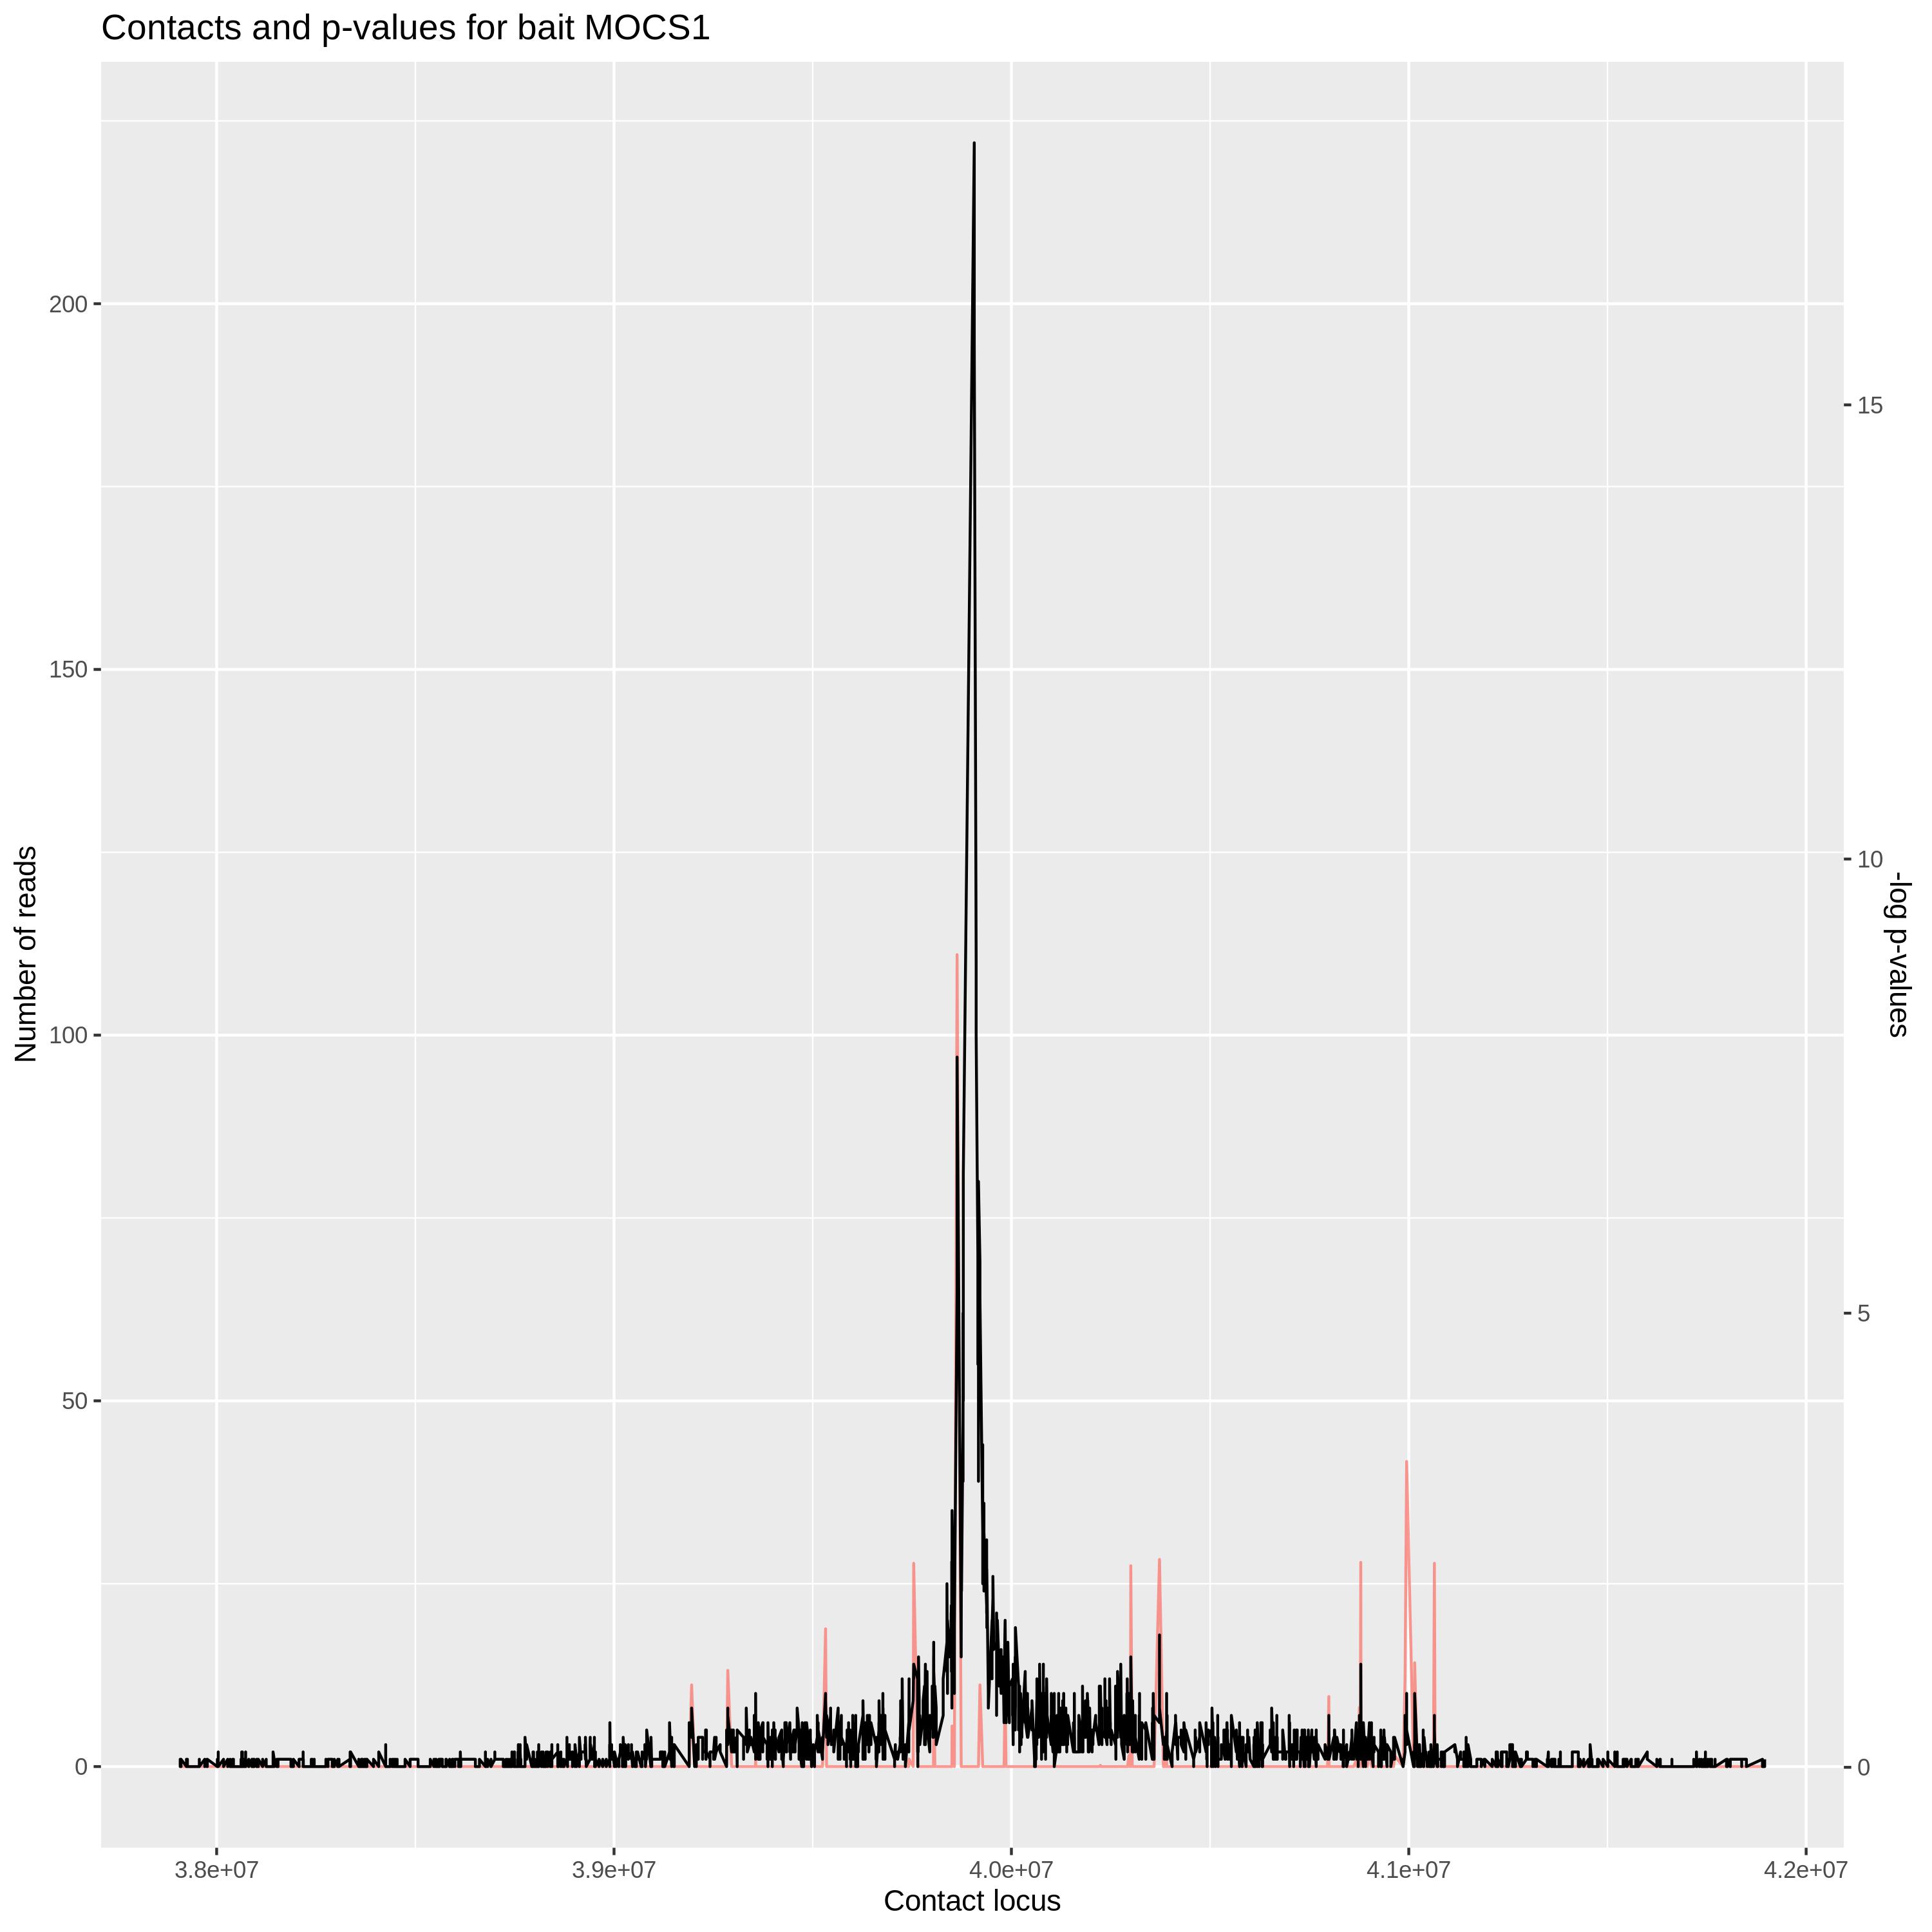 Contacts and p-values for bait MOCS1
Number of reads
200
150
100
50
0
15
10
5
0
-log p-values
3.8e+07
3.9e+07
4.0e+07
4.1e+07
4.2e+07
Contact locus